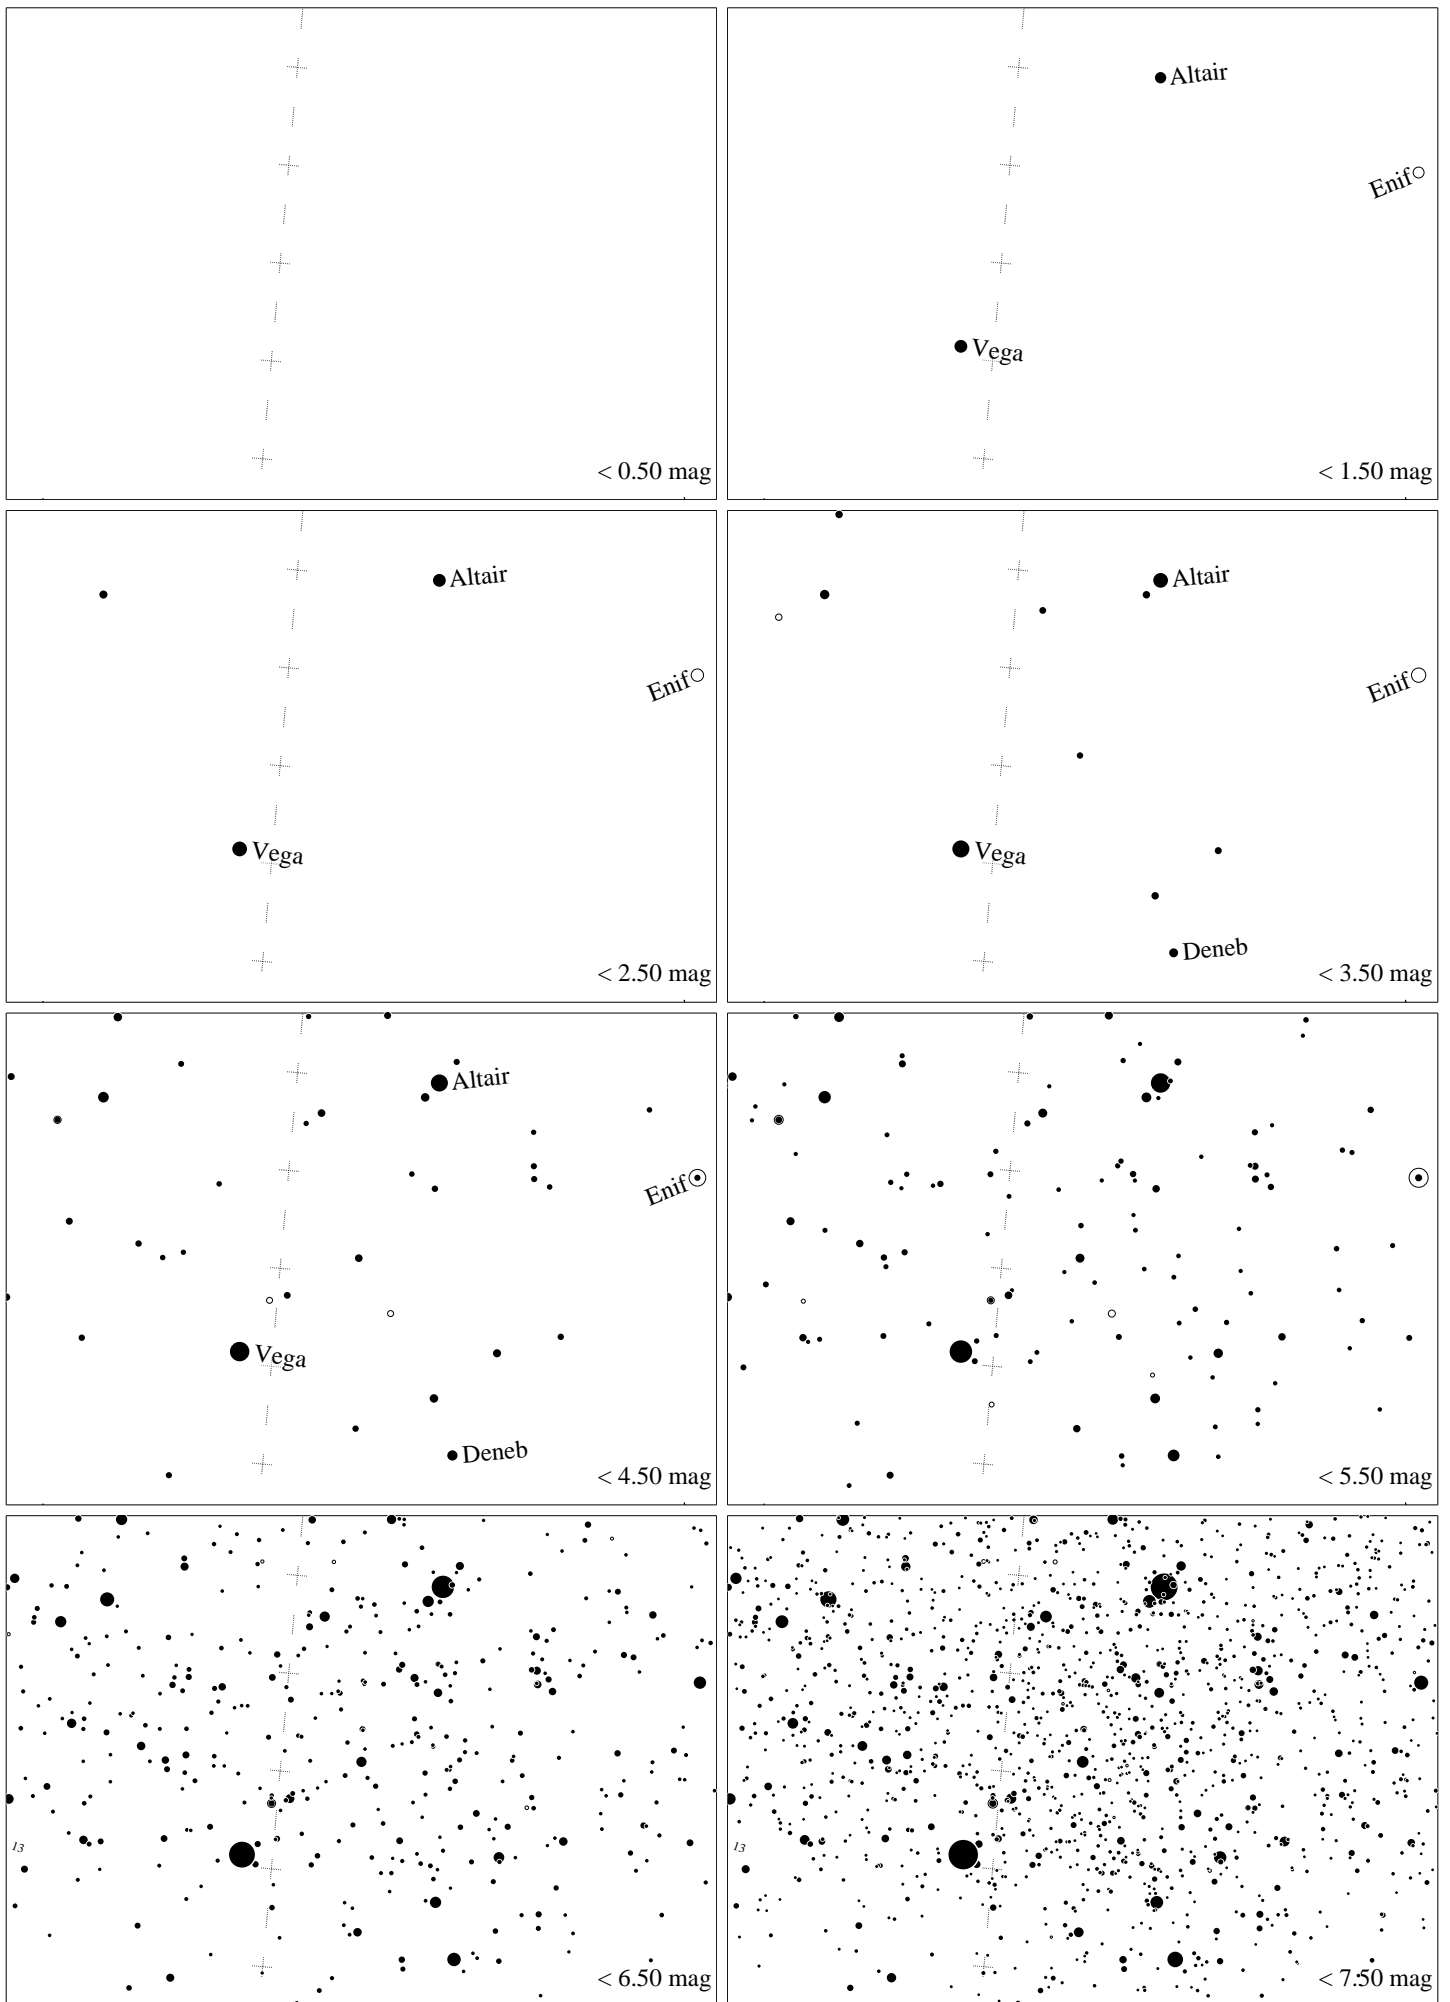 < 0.50 mag
Altair
Enif
Vega
< 1.50 mag
Altair
Enif
Vega
< 2.50 mag
Altair
Enif
Vega
Deneb
< 3.50 mag
Altair
Enif
Vega
Deneb
< 4.50 mag
< 5.50 mag
13
< 6.50 mag
13
< 7.50 mag